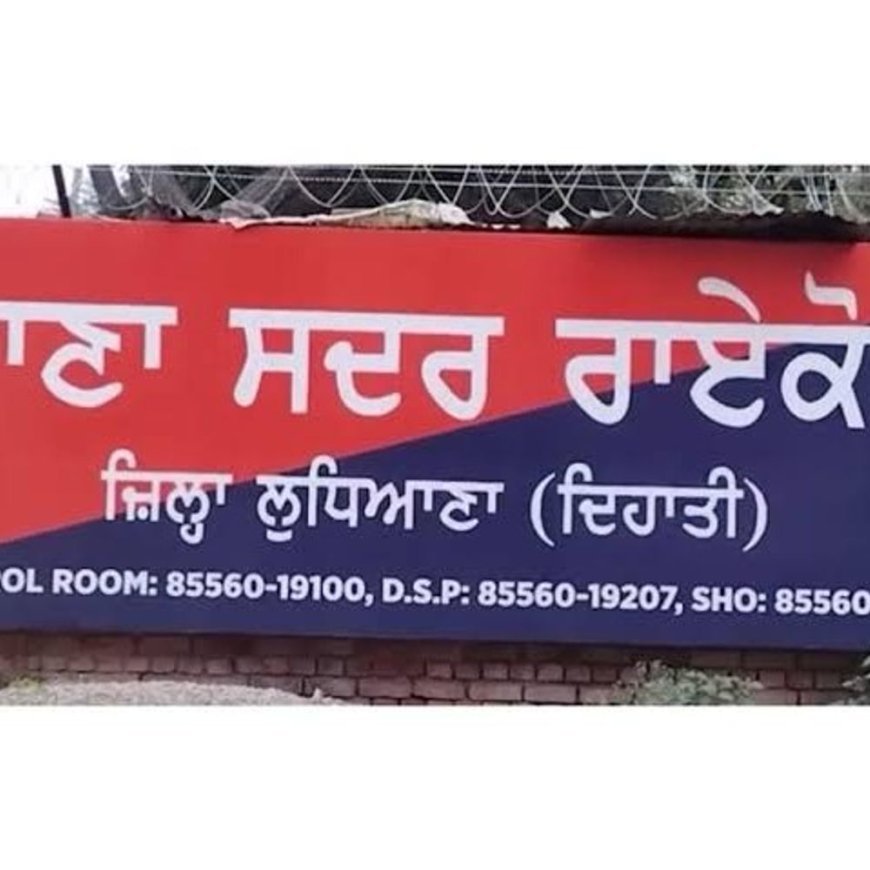 ਾਣਾ ਸਦਰ ਰਾਏਕੋ
ਜ਼ਿਲ੍ਹਾ ਲੁਧਿਆਣਾ (ਦਿਹਾਤੀ)
OL ROOM: 85560-19100, D.S.P: 85560-19207, SHO: 85560